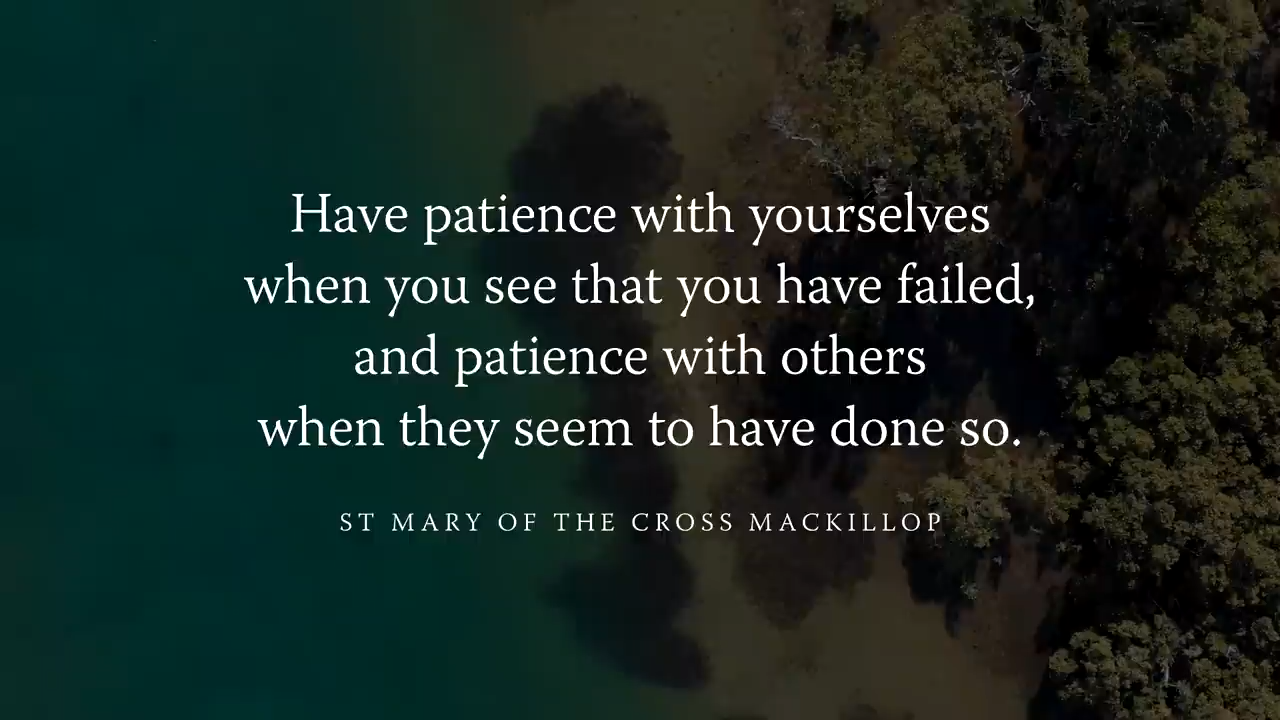 Have patience with yourselves
when you see that you have failed,
and patience with others
when they seem to have done so.
ST MARY OF THE CROSS MACKILLOP